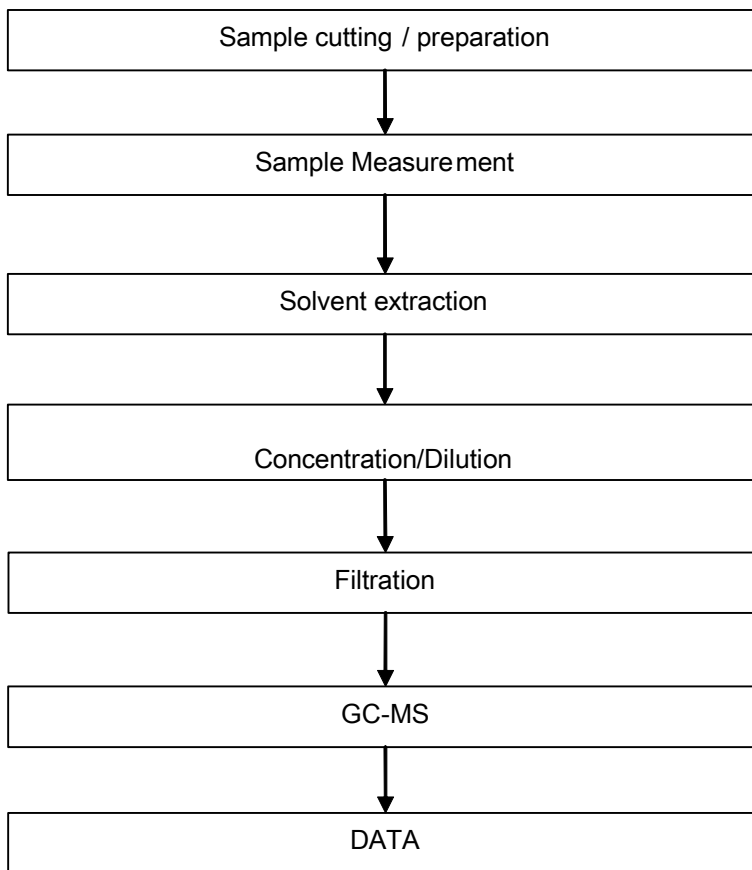 Sample cutting / preparation
Sample Measurement
Solvent extraction
Concentration/Dilution
Filtration
GC-MS
DATA